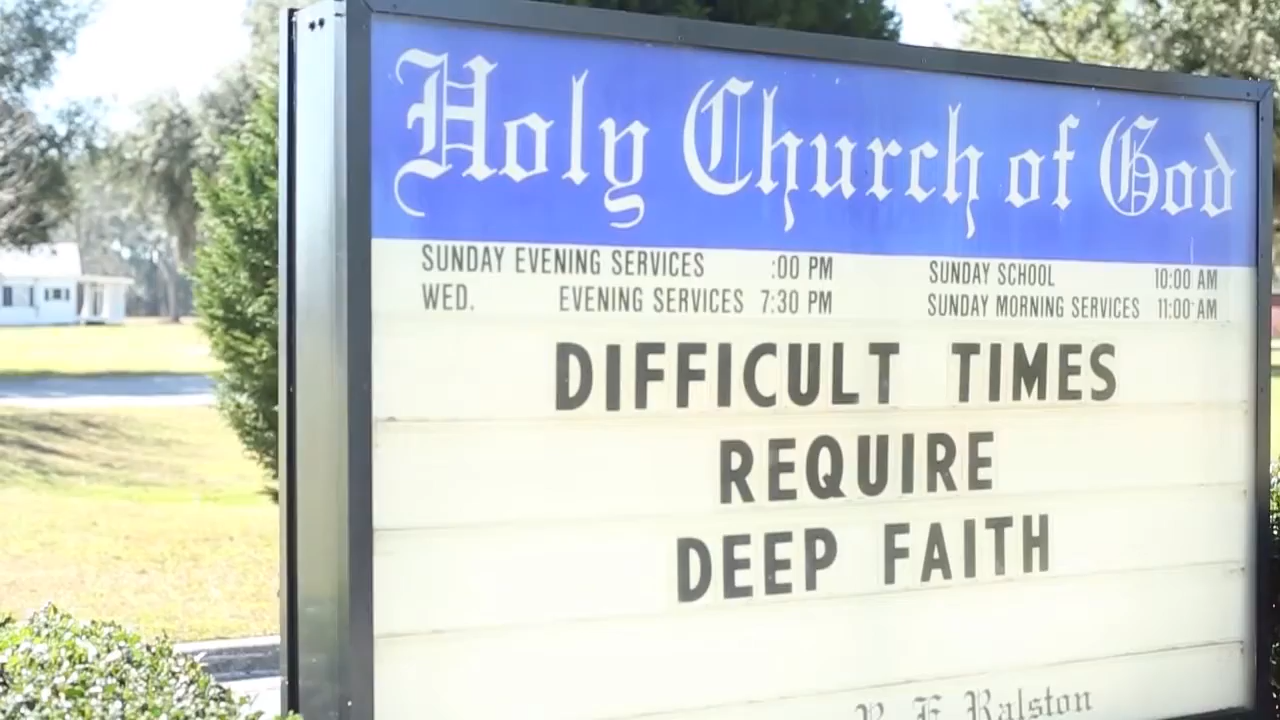 Holy Church of God
SUNDAY EVENING SERVICES :00 PM SUNDAY SCHOOL 10:00 AM
WED. EVENING SERVICES 7:30 PM SUNDAY MORNING SERVICES 11:00 AM
DIFFICULT TIMES
REQUIRE
DEEP FAITH
Ralston